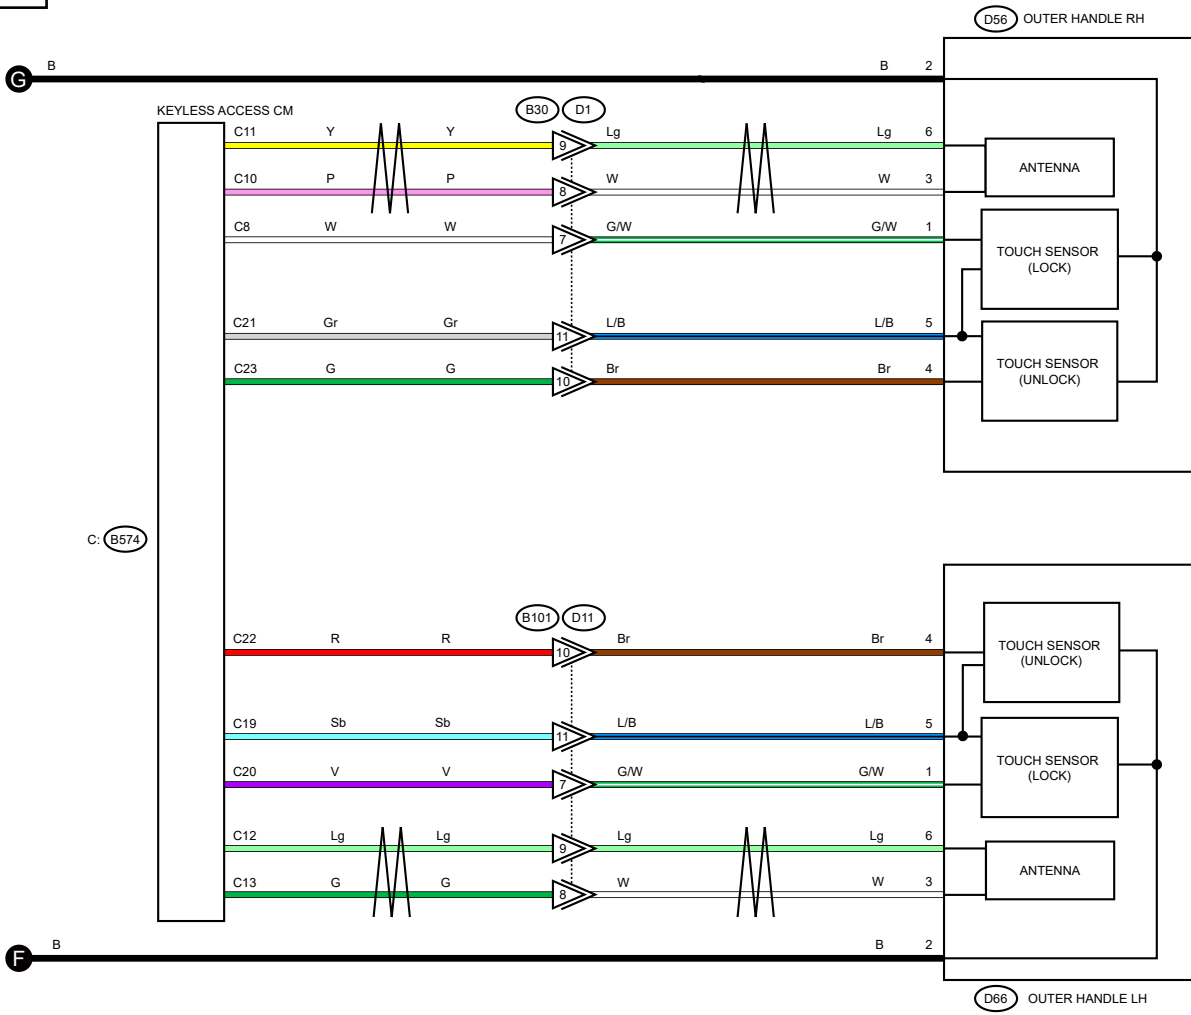 D56 OUTER HANDLE RH
G B B 2
KEYLESS ACCESS CM
B30 D1
C11 Y Y 9 Lg Lg 6
ANTENNA
C10 P P 8 W W 3
C8 W W 7 G/W G/W 1
TOUCH SENSOR
(LOCK)
C21 Gr Gr 11 L/B L/B 5
C23 G G 10 Br Br 4
TOUCH SENSOR
(UNLOCK)
C: B574
B101 D11
C22 R R 10 Br Br 4
TOUCH SENSOR
(UNLOCK)
C19 Sb Sb 11 L/B L/B 5
C20 V V 7 G/W G/W 1
TOUCH SENSOR
(LOCK)
C12 Lg Lg 9 Lg Lg 6
ANTENNA
C13 G G 8 W W 3
F B B 2
D66 OUTER HANDLE LH